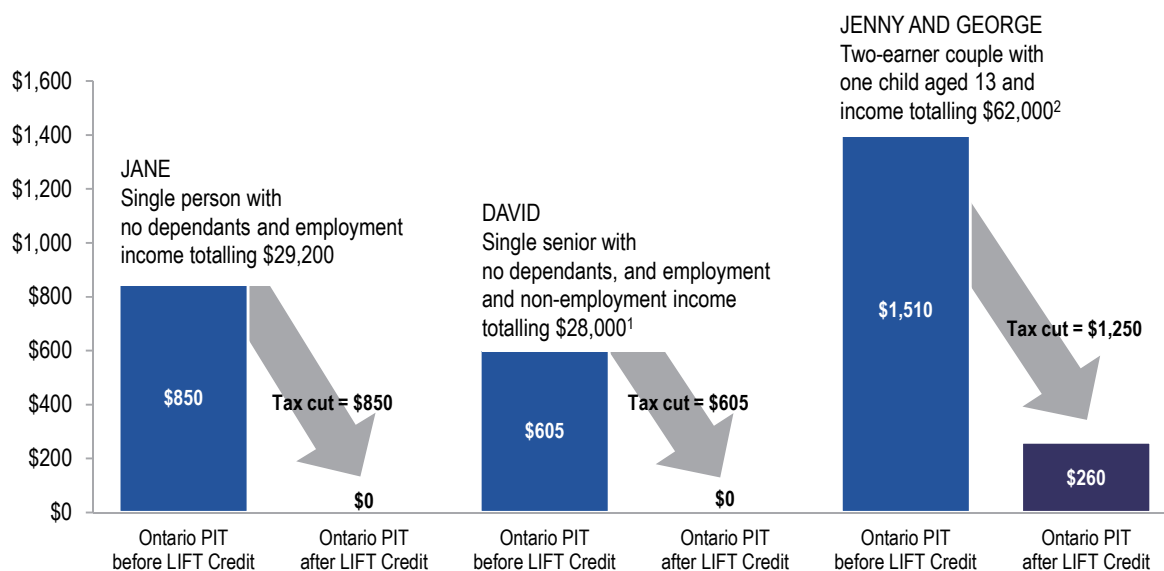 $1,600
$1,400
$1,200
$1,000
$800
$600
$400
$200
$0
JANE
Single person with
no dependants and employment
income totalling $29,200
$850
Tax cut = $850
$0
DAVID
Single senior with
no dependants, and employment
and non-employment income
totalling $28,000¹
$605
Tax cut = $605
$0
JENNY AND GEORGE
Two-earner couple with
one child aged 13 and
income totalling $62,000²
$1,510
Tax cut = $1,250
$260
Ontario PIT
before LIFT Credit
Ontario PIT
after LIFT Credit
Ontario PIT
before LIFT Credit
Ontario PIT
after LIFT Credit
Ontario PIT
before LIFT Credit
Ontario PIT
after LIFT Credit